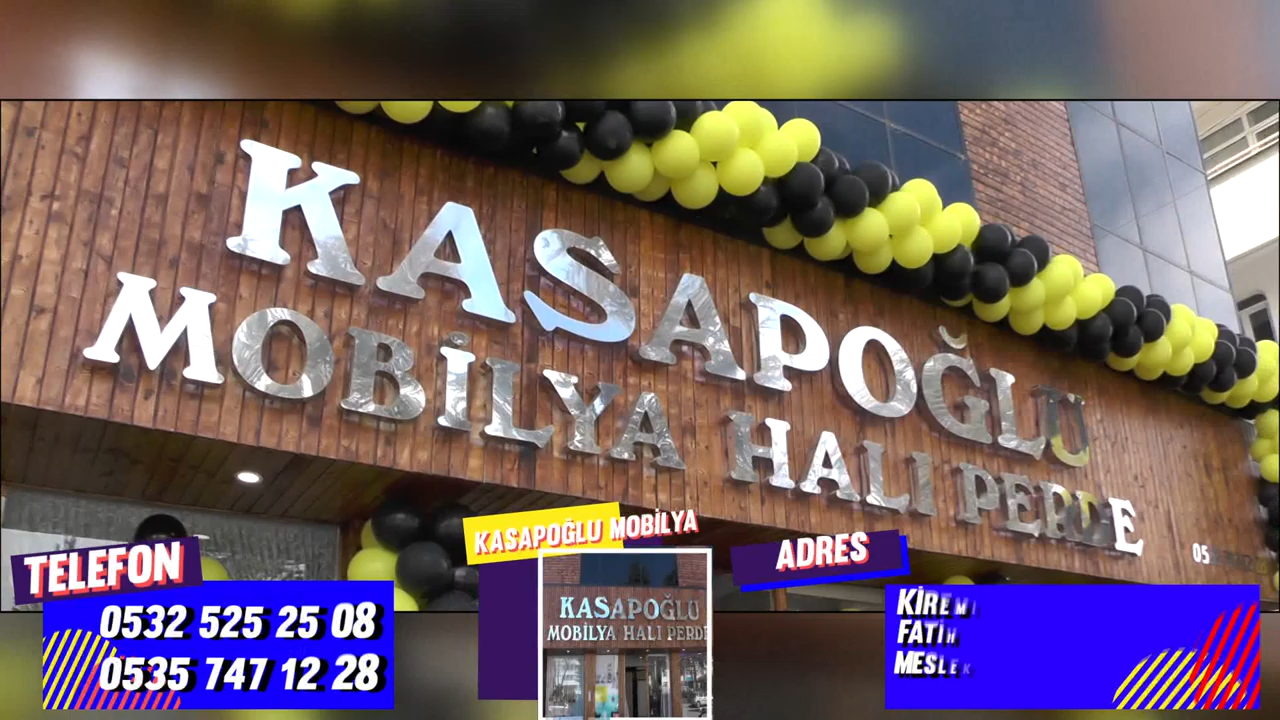 KASAPOĞLU
MOBİLYA HALI PERDE
05
TELEFON
0532 525 25 08
0535 747 12 28
KASAPOĞLU MOBİLYA
KASAPOĞLU
MOBİLYA HALI PERDE
ADRES